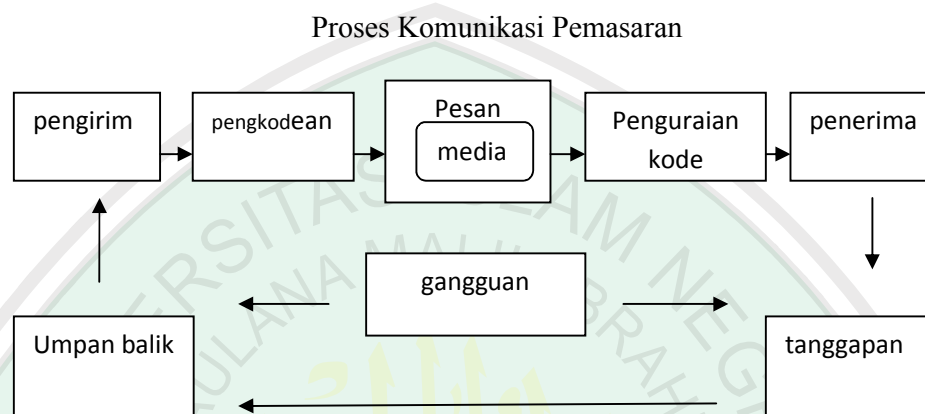 Proses Komunikasi Pemasaran
pengirim
pengkodean
Pesan
media
Penguraian
kode
penerima
gangguan
Umpan balik
tanggapan